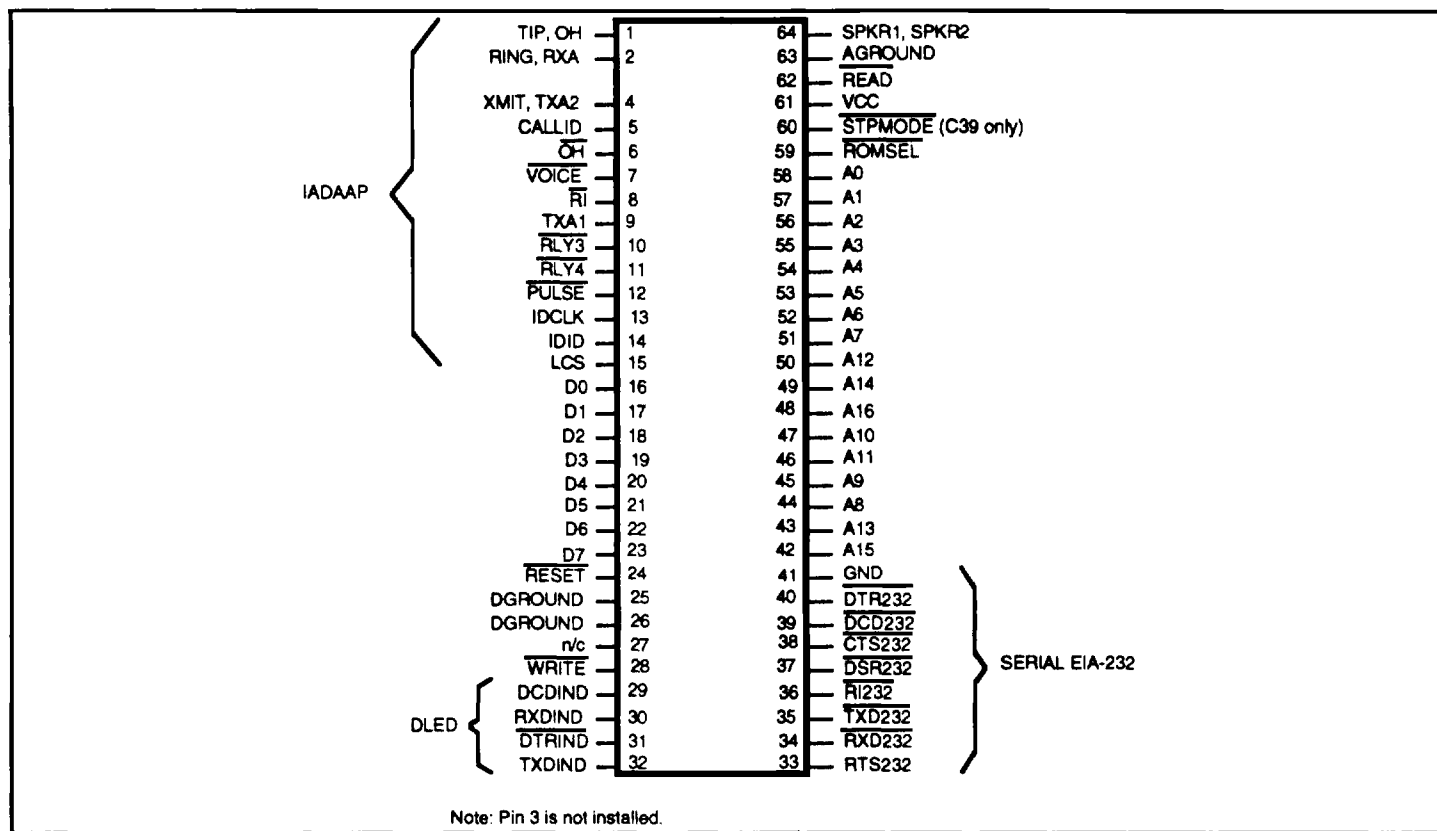 TIP, OH 1 64 SPKR1, SPKR2
RING, RXA 2 63 AGROUND
62 READ
XMIT, TXA2 4 61 VCC
CALLID 5 60 STPMODE (C39 only)
OH 6 59 ROMSEL
VOICE 7 58 A0
IADAAP
RI 8 57 A1
TXA1 9 56 A2
RLY3 10 55 A3
RLY4 11 54 A4
PULSE 12 53 A5
IDCLK 13 52 A6
IDID 14 51 A7
LCS 15 50 A12
D0 16 49 A14
D1 17 48 A16
D2 18 47 A10
D3 19 46 A11
D4 20 45 A9
D5 21 44 A8
D6 22 43 A13
D7 23 42 A15
RESET 24 41 GND
DGROUND 25 40 DTR232
DGROUND 26 39 DCD232
n/c 27 38 CTS232
WRITE 28 37 DSR232
SERIAL EIA-232
DCDIND 29 36 RI232
RXDIND 30 35 TXD232
DLED
DTRIND 31 34 RXD232
TXDIND 32 33 RTS232
Note: Pin 3 is not installed.